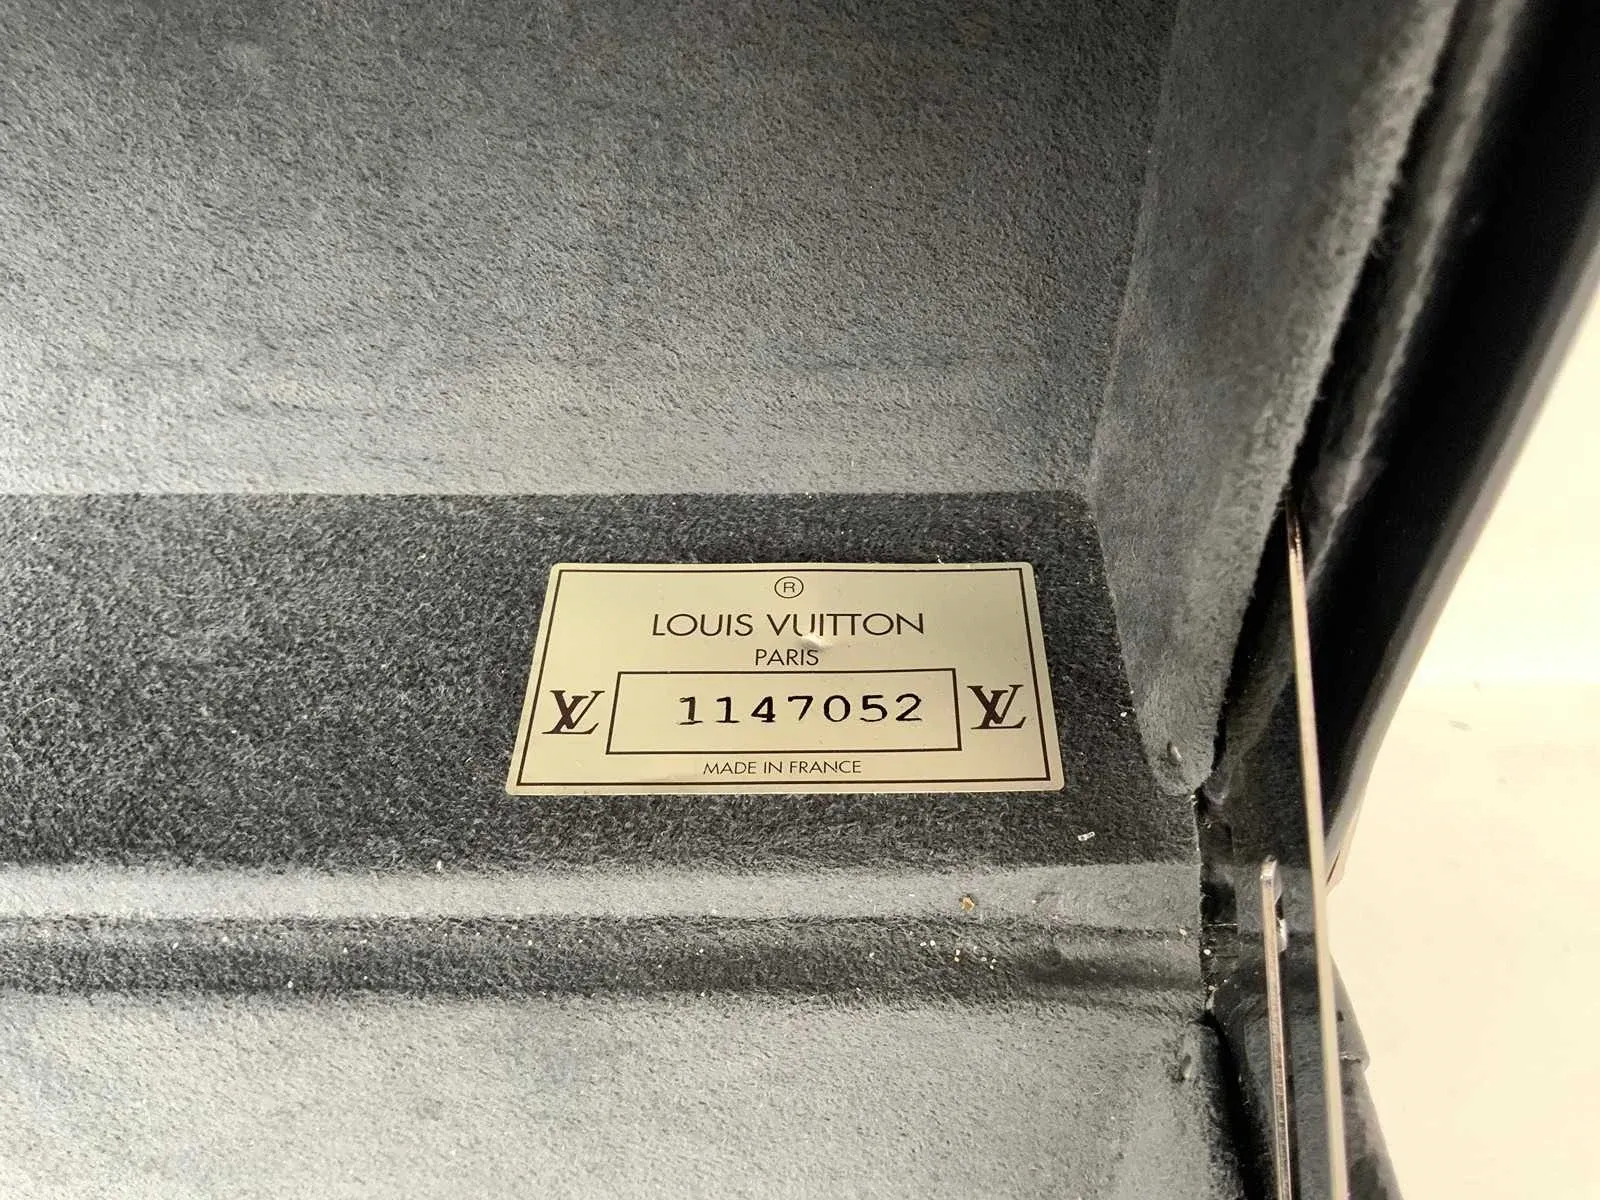 ®
LOUIS VUITTON
PARIS
LV 1147052 LV
MADE IN FRANCE